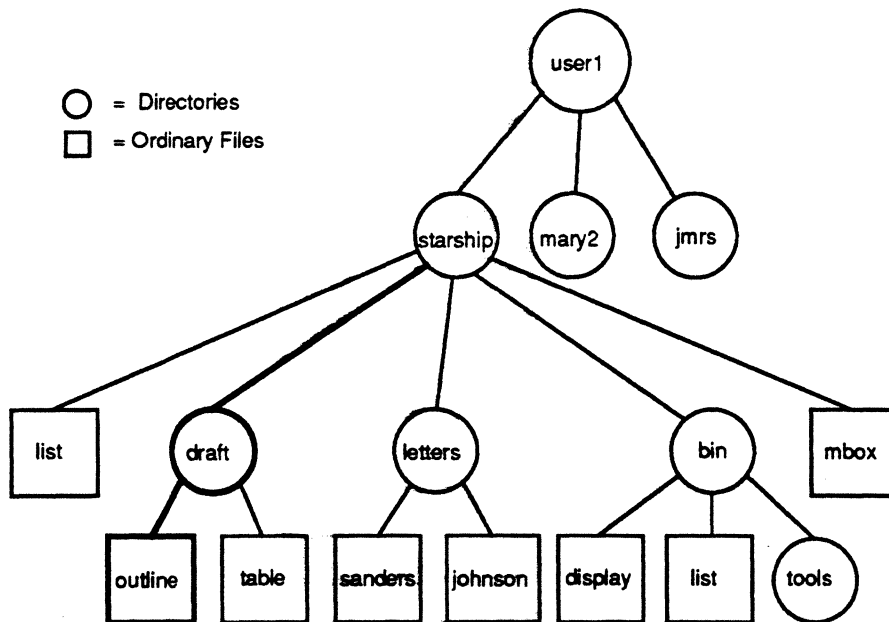 user1
= Directories
= Ordinary Files
starship
mary2
jmrs
list
draft
letters
bin
mbox
outline
table
sanders
johnson
display
list
tools